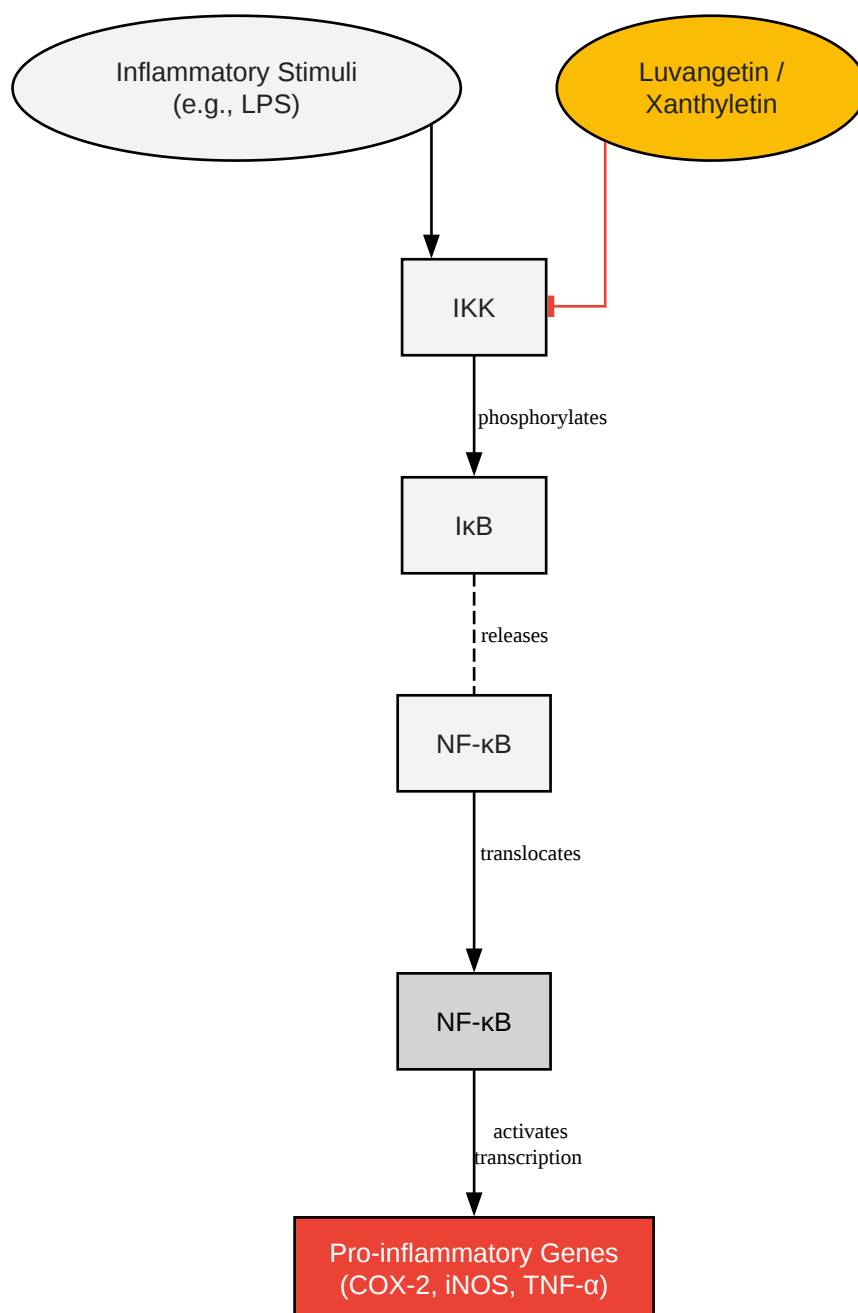 Inflammatory Stimuli
(e.g., LPS)
Luvangetin /
Xanthyletin
IKK
phosphorylates
IκB
releases
NF-κB
translocates
NF-κB
activates
transcription
Pro-inflammatory Genes
(COX-2, iNOS, TNF-α)